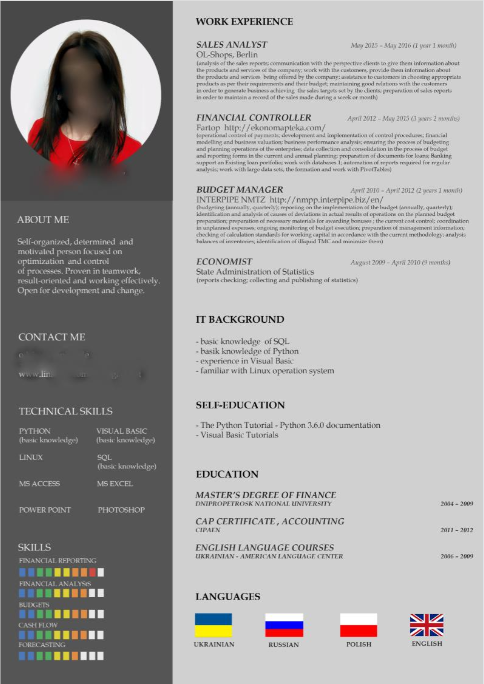 ABOUT ME
Self-organized, determined and
motivated person focused on
optimization and control
of processes. Proven in teamwork,
result-oriented and working effectively.
Open for development and change.
CONTACT ME
www.lin
TECHNICAL SKILLS
PYTHON
(basic knowledge)
VISUAL BASIC
(basic knowledge)
LINUX
SQL
(basic knowledge)
MS ACCESS
MS EXCEL
POWER POINT
PHOTOSHOP
SKILLS
FINANCIAL REPORTING
FINANCIAL ANALYSIS
BUDGETS
CASH FLOW
FORECASTING
WORK EXPERIENCE
SALES ANALYST May 2015 – May 2016 (1 year 1 month)
OL-Shops, Berlin
(analysis of the sales reports; communication with the perspective clients to give them information about
the products and services of the company; work with the customers, provide them information about
the products and services being offered by the company; assistance to customers in choosing appropriate
products as per their requirements and their budget; maintaining good relations with the customers
in order to generate business achieving the sales targets set by the clients; preparation of sales reports
in order to maintain a record of the sales made during a week or month)
FINANCIAL CONTROLLER April 2012 – May 2015 (3 years 2 months)
Fartop http://ekonomapteka.com/
(operational control of payments; development and implementation of control procedures; financial
modelling and business valuation; business performance analysis; ensuring the process of budgeting
and planning operations of the enterprise, data collection and consolidation in the process of budget
and reporting forms in the current and annual planning; preparation of documents for loans; Banking
support an Existing loan portfolio; work with databases 1; automation of reports required for regular
analysis; work with large data sets, the formation and work with PivotTables)
BUDGET MANAGER April 2010 – April 2012 (2 years 1 month)
INTERPIPE NMTZ http://nmpp.interpipe.biz/en/
(budgeting (annually, quarterly); reporting on the implementation of the budget (annually, quarterly);
identification and analysis of causes of deviations in actual results of operations on the planned budget
preparation; preparation of necessary materials for awarding bonuses ; the current cost control; coordination
in unplanned expenses; ongoing monitoring of budget execution; preparation of management information;
checking of calculation standards for working capital in accordance with the current methodology; analysis
balances of inventories; identification of illiquid TMC and minimize them)
ECONOMIST August 2009 – April 2010 (9 months)
State Administration of Statistics
(reports checking; collecting and publishing of statistics)
IT BACKGROUND
- basic knowledge of SQL
- basik knowledge of Python
- experience in Visual Basic
- familiar with Linux operation system
SELF-EDUCATION
- The Python Tutorial - Python 3.6.0 documentation
- Visual Basic Tutorials
EDUCATION
MASTER'S DEGREE OF FINANCE
DNIPROPETROSK NATIONAL UNIVERSITY 2004 – 2009
CAP CERTIFICATE , ACCOUNTING
CIPAEN 2011 – 2012
ENGLISH LANGUAGE COURSES
UKRAINIAN - AMERICAN LANGUAGE CENTER 2006 – 2009
LANGUAGES
UKRAINIAN RUSSIAN POLISH ENGLISH